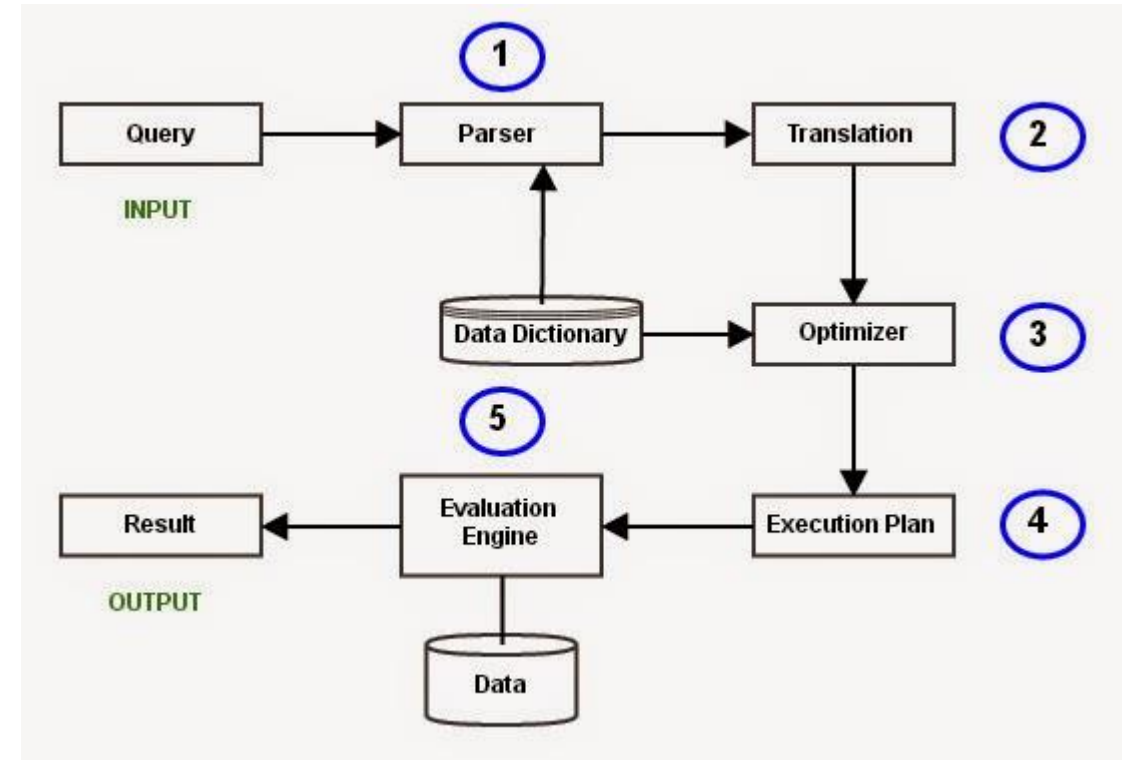 1
Query
Parser
Translation
2
INPUT
Data Dictionary
Optimizer
3
5
Result
Evaluation
Engine
Execution Plan
4
OUTPUT
Data